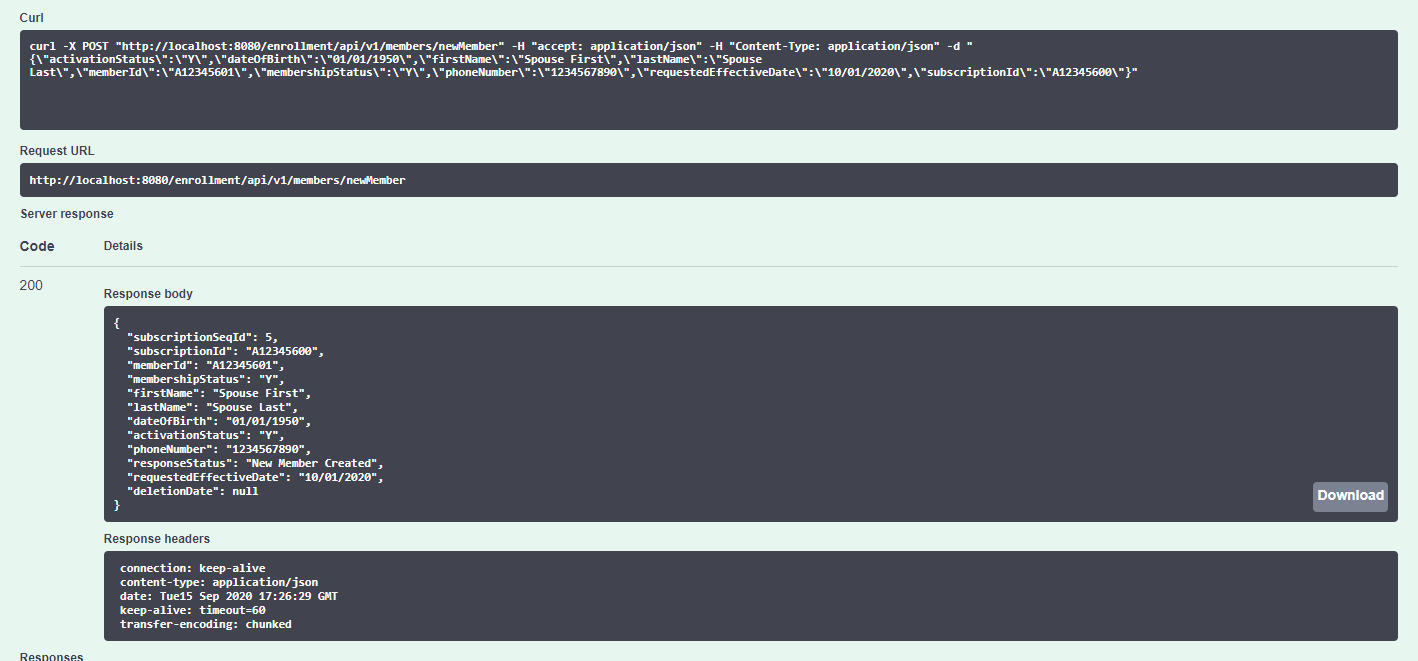 Curl
curl -X POST "http://localhost:8080/enrollment/api/v1/members/newMember" -H "accept: application/json" -H "Content-Type: application/json" -d "
{\"activationStatus\":\"Y\",\"dateOfBirth\":\"01/01/1950\",\"firstName\":\"Spouse First\",\"lastName\":\"Spouse
Last\",\"memberId\":\"A12345601\",\"membershipStatus\":\"Y\",\"phoneNumber\":\"1234567890\",\"requestedEffectiveDate\":\"10/01/2020\",\"subscriptionId\":\"A12345600\"}"
Request URL
http://localhost:8080/enrollment/api/v1/members/newMember
Server response
Code Details
200
Response body
{
"subscriptionSeqId": 5,
"subscriptionId": "A12345600",
"memberId": "A12345601",
"membershipStatus": "Y",
"firstName": "Spouse First",
"lastName": "Spouse Last",
"dateOfBirth": "01/01/1950",
"activationStatus": "Y",
"phoneNumber": "1234567890",
"responseStatus": "New Member Created",
"requestedEffectiveDate": "10/01/2020",
"deletionDate": null
}
Download
Response headers
connection: keep-alive
content-type: application/json
date: Tue15 Sep 2020 17:26:29 GMT
keep-alive: timeout=60
transfer-encoding: chunked
Responses